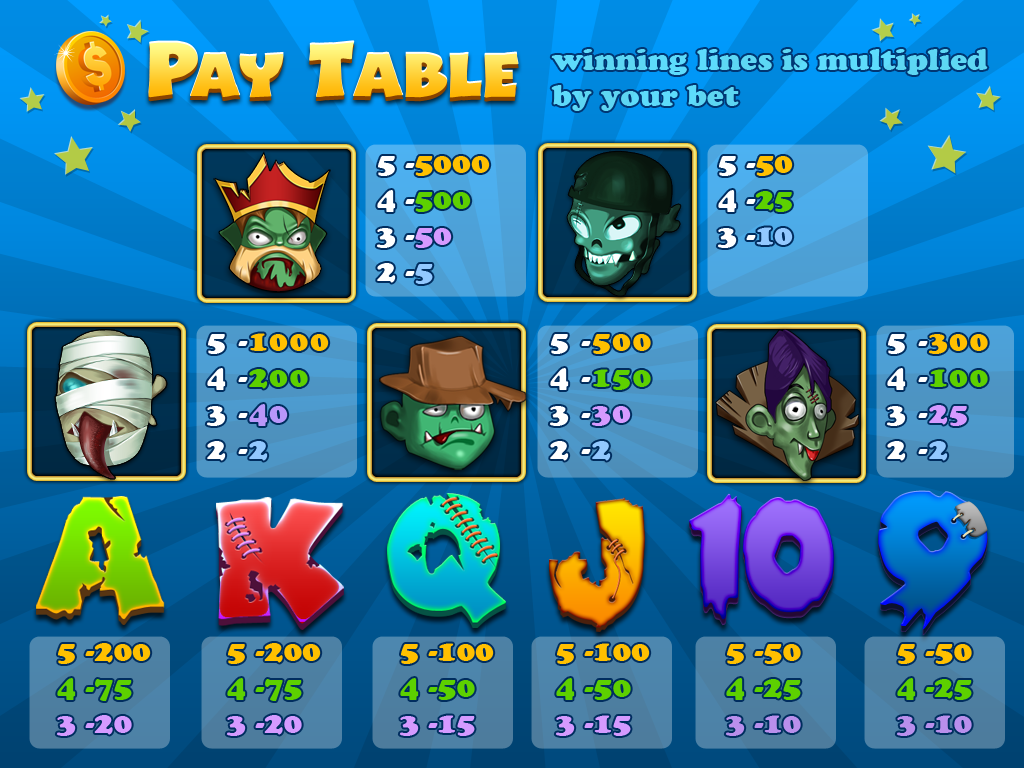 PAY TABLE
winning lines is multiplied
by your bet
5 -5000
4 -500
3 -50
2 -5
5 -50
4 -25
3 -10
5 -1000
4 -200
3 -40
2 -2
5 -500
4 -150
3 -30
2 -2
5 -300
4 -100
3 -25
2 -2
A K Q J 10 9
5 -200 5 -200 5 -100 5 -100 5 -50 5 -50
4 -75 4 -75 4 -50 4 -50 4 -25 4 -25
3 -20 3 -20 3 -15 3 -15 3 -10 3 -10